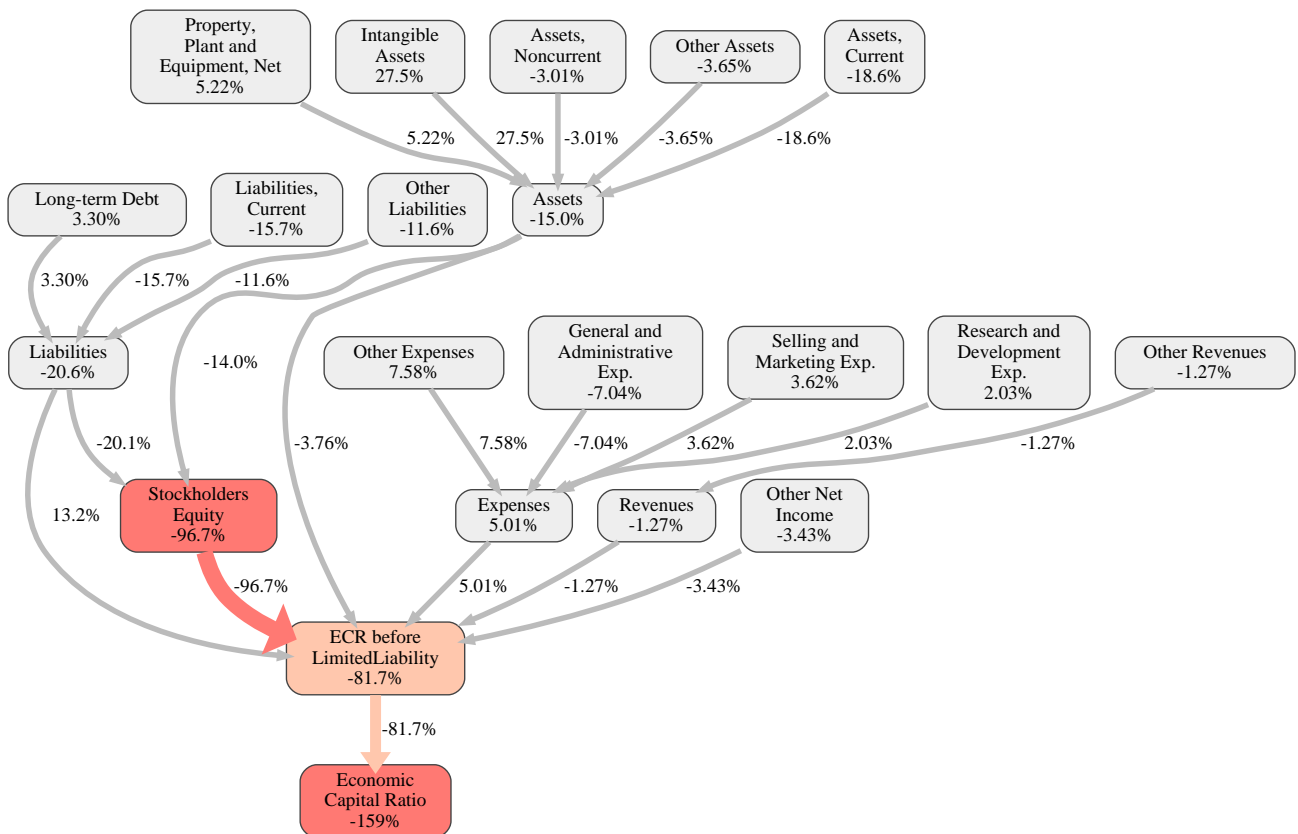 Property,
Plant and
Equipment, Net
5.22%
Intangible
Assets
27.5%
Assets,
Noncurrent
-3.01%
Other Assets
-3.65%
Assets,
Current
-18.6%
5.22%
27.5%
-3.01%
-3.65%
-18.6%
Long-term Debt
3.30%
Liabilities,
Current
-15.7%
Other
Liabilities
-11.6%
Assets
-15.0%
3.30%
-15.7%
-11.6%
Liabilities
-20.6%
-14.0%
Other Expenses
7.58%
General and
Administrative
Exp.
-7.04%
Selling and
Marketing Exp.
3.62%
Research and
Development
Exp.
2.03%
Other Revenues
-1.27%
-20.1%
-3.76%
7.58%
-7.04%
3.62%
2.03%
-1.27%
13.2%
Stockholders
Equity
-96.7%
Expenses
5.01%
Revenues
-1.27%
Other Net
Income
-3.43%
-96.7%
5.01%
-1.27%
-3.43%
ECR before
LimitedLiability
-81.7%
-81.7%
Economic
Capital Ratio
-159%